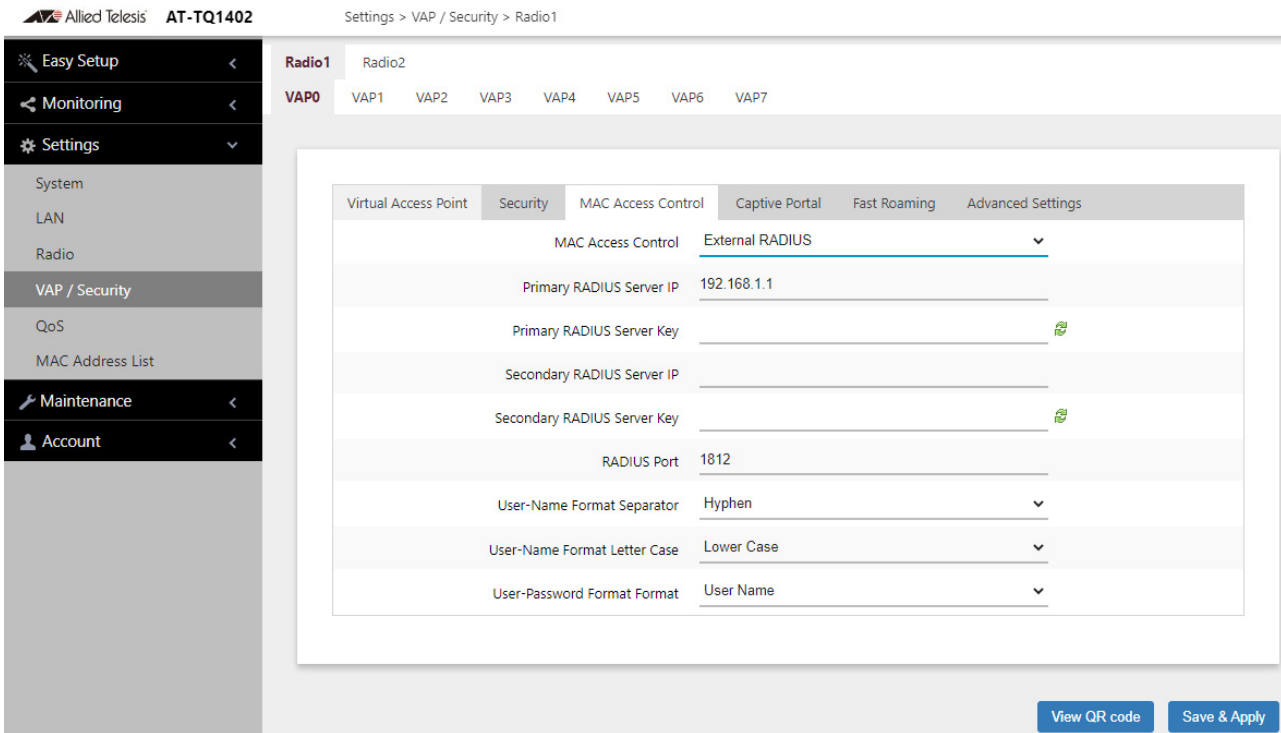 Allied Telesis AT-TQ1402 Settings > VAP / Security > Radio1
Easy Setup
Monitoring
Settings
System
LAN
Radio
VAP / Security
QoS
MAC Address List
Maintenance
Account
Radio1 Radio2
VAP0 VAP1 VAP2 VAP3 VAP4 VAP5 VAP6 VAP7
Virtual Access Point Security MAC Access Control Captive Portal Fast Roaming Advanced Settings
MAC Access Control External RADIUS
Primary RADIUS Server IP 192.168.1.1
Primary RADIUS Server Key
Secondary RADIUS Server IP
Secondary RADIUS Server Key
RADIUS Port 1812
User-Name Format Separator Hyphen
User-Name Format Letter Case Lower Case
User-Password Format Format User Name
View QR code Save & Apply